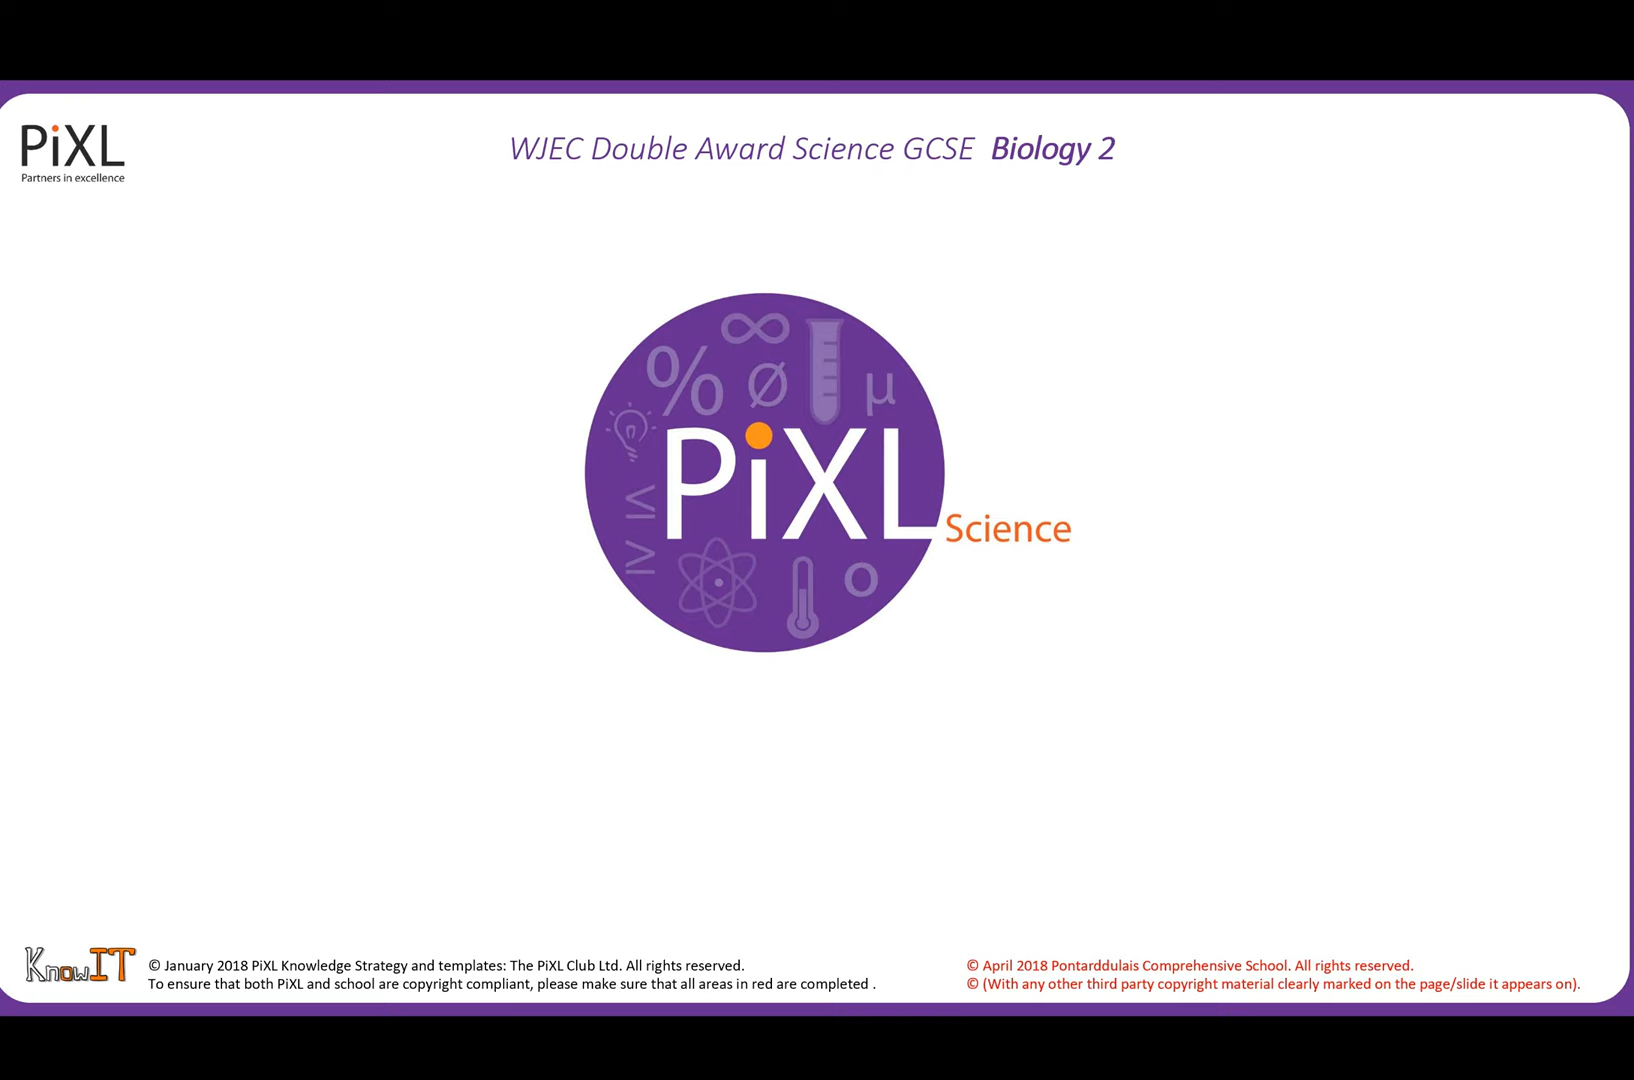 PiXL
Partners in excellence
WJEC Double Award Science GCSE Biology 2
∞
% Ø µ
PiXL
Science
≤
≥
KnowIT
© January 2018 PiXL Knowledge Strategy and templates: The PiXL Club Ltd. All rights reserved.
To ensure that both PiXL and school are copyright compliant, please make sure that all areas in red are completed .
© April 2018 Pontarddulais Comprehensive School. All rights reserved.
© (With any other third party copyright material clearly marked on the page/slide it appears on).